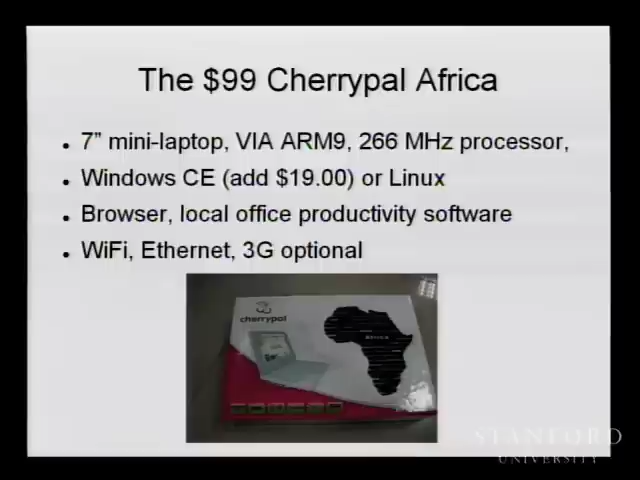 The $99 Cherrypal Africa
• 7” mini-laptop, VIA ARM9, 266 MHz processor,
• Windows CE (add $19.00) or Linux
• Browser, local office productivity software
• WiFi, Ethernet, 3G optional
cherrypal
AFRICA
STANFORD
UNIVERSITY